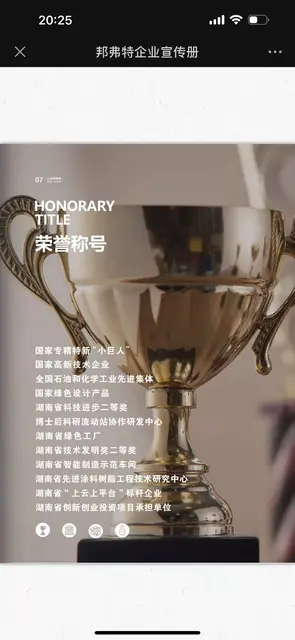 20:25
邦弗特企业宣传册
07
HONORARY
TITLE
荣誉称号
国家专精特新“小巨人”
国家高新技术企业
全国石油和化学工业先进集体
国家绿色设计产品
湖南省科技进步二等奖
博士后科研流动站协作研发中心
湖南省绿色工厂
湖南省技术发明奖二等奖
湖南省智能制造示范车间
湖南省先进涂料树脂工程技术研究中心
湖南省“上云上平台”标杆企业
湖南省创新创业投资项目承担单位